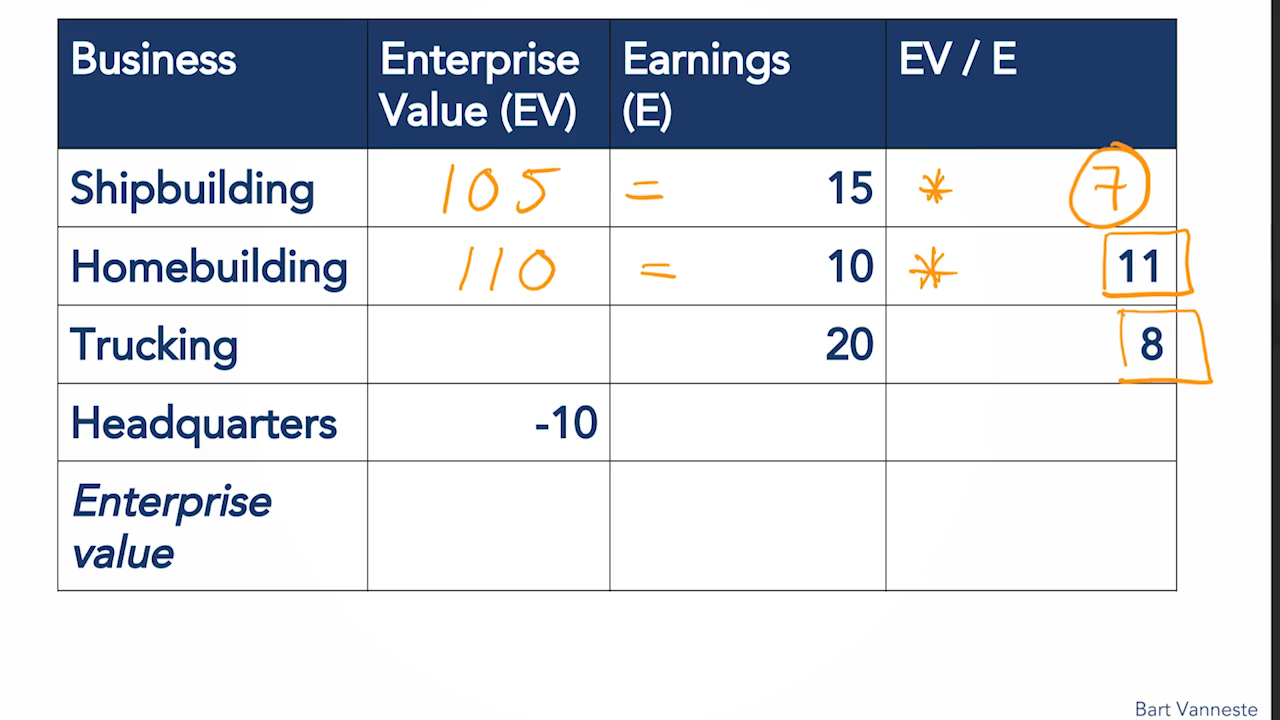 Business Enterprise Value (EV) Earnings (E) EV / E
Shipbuilding 105 = 15 * 7
Homebuilding 110 = 10 * 11
Trucking 20 8
Headquarters -10
Enterprise
value
Bart Vanneste